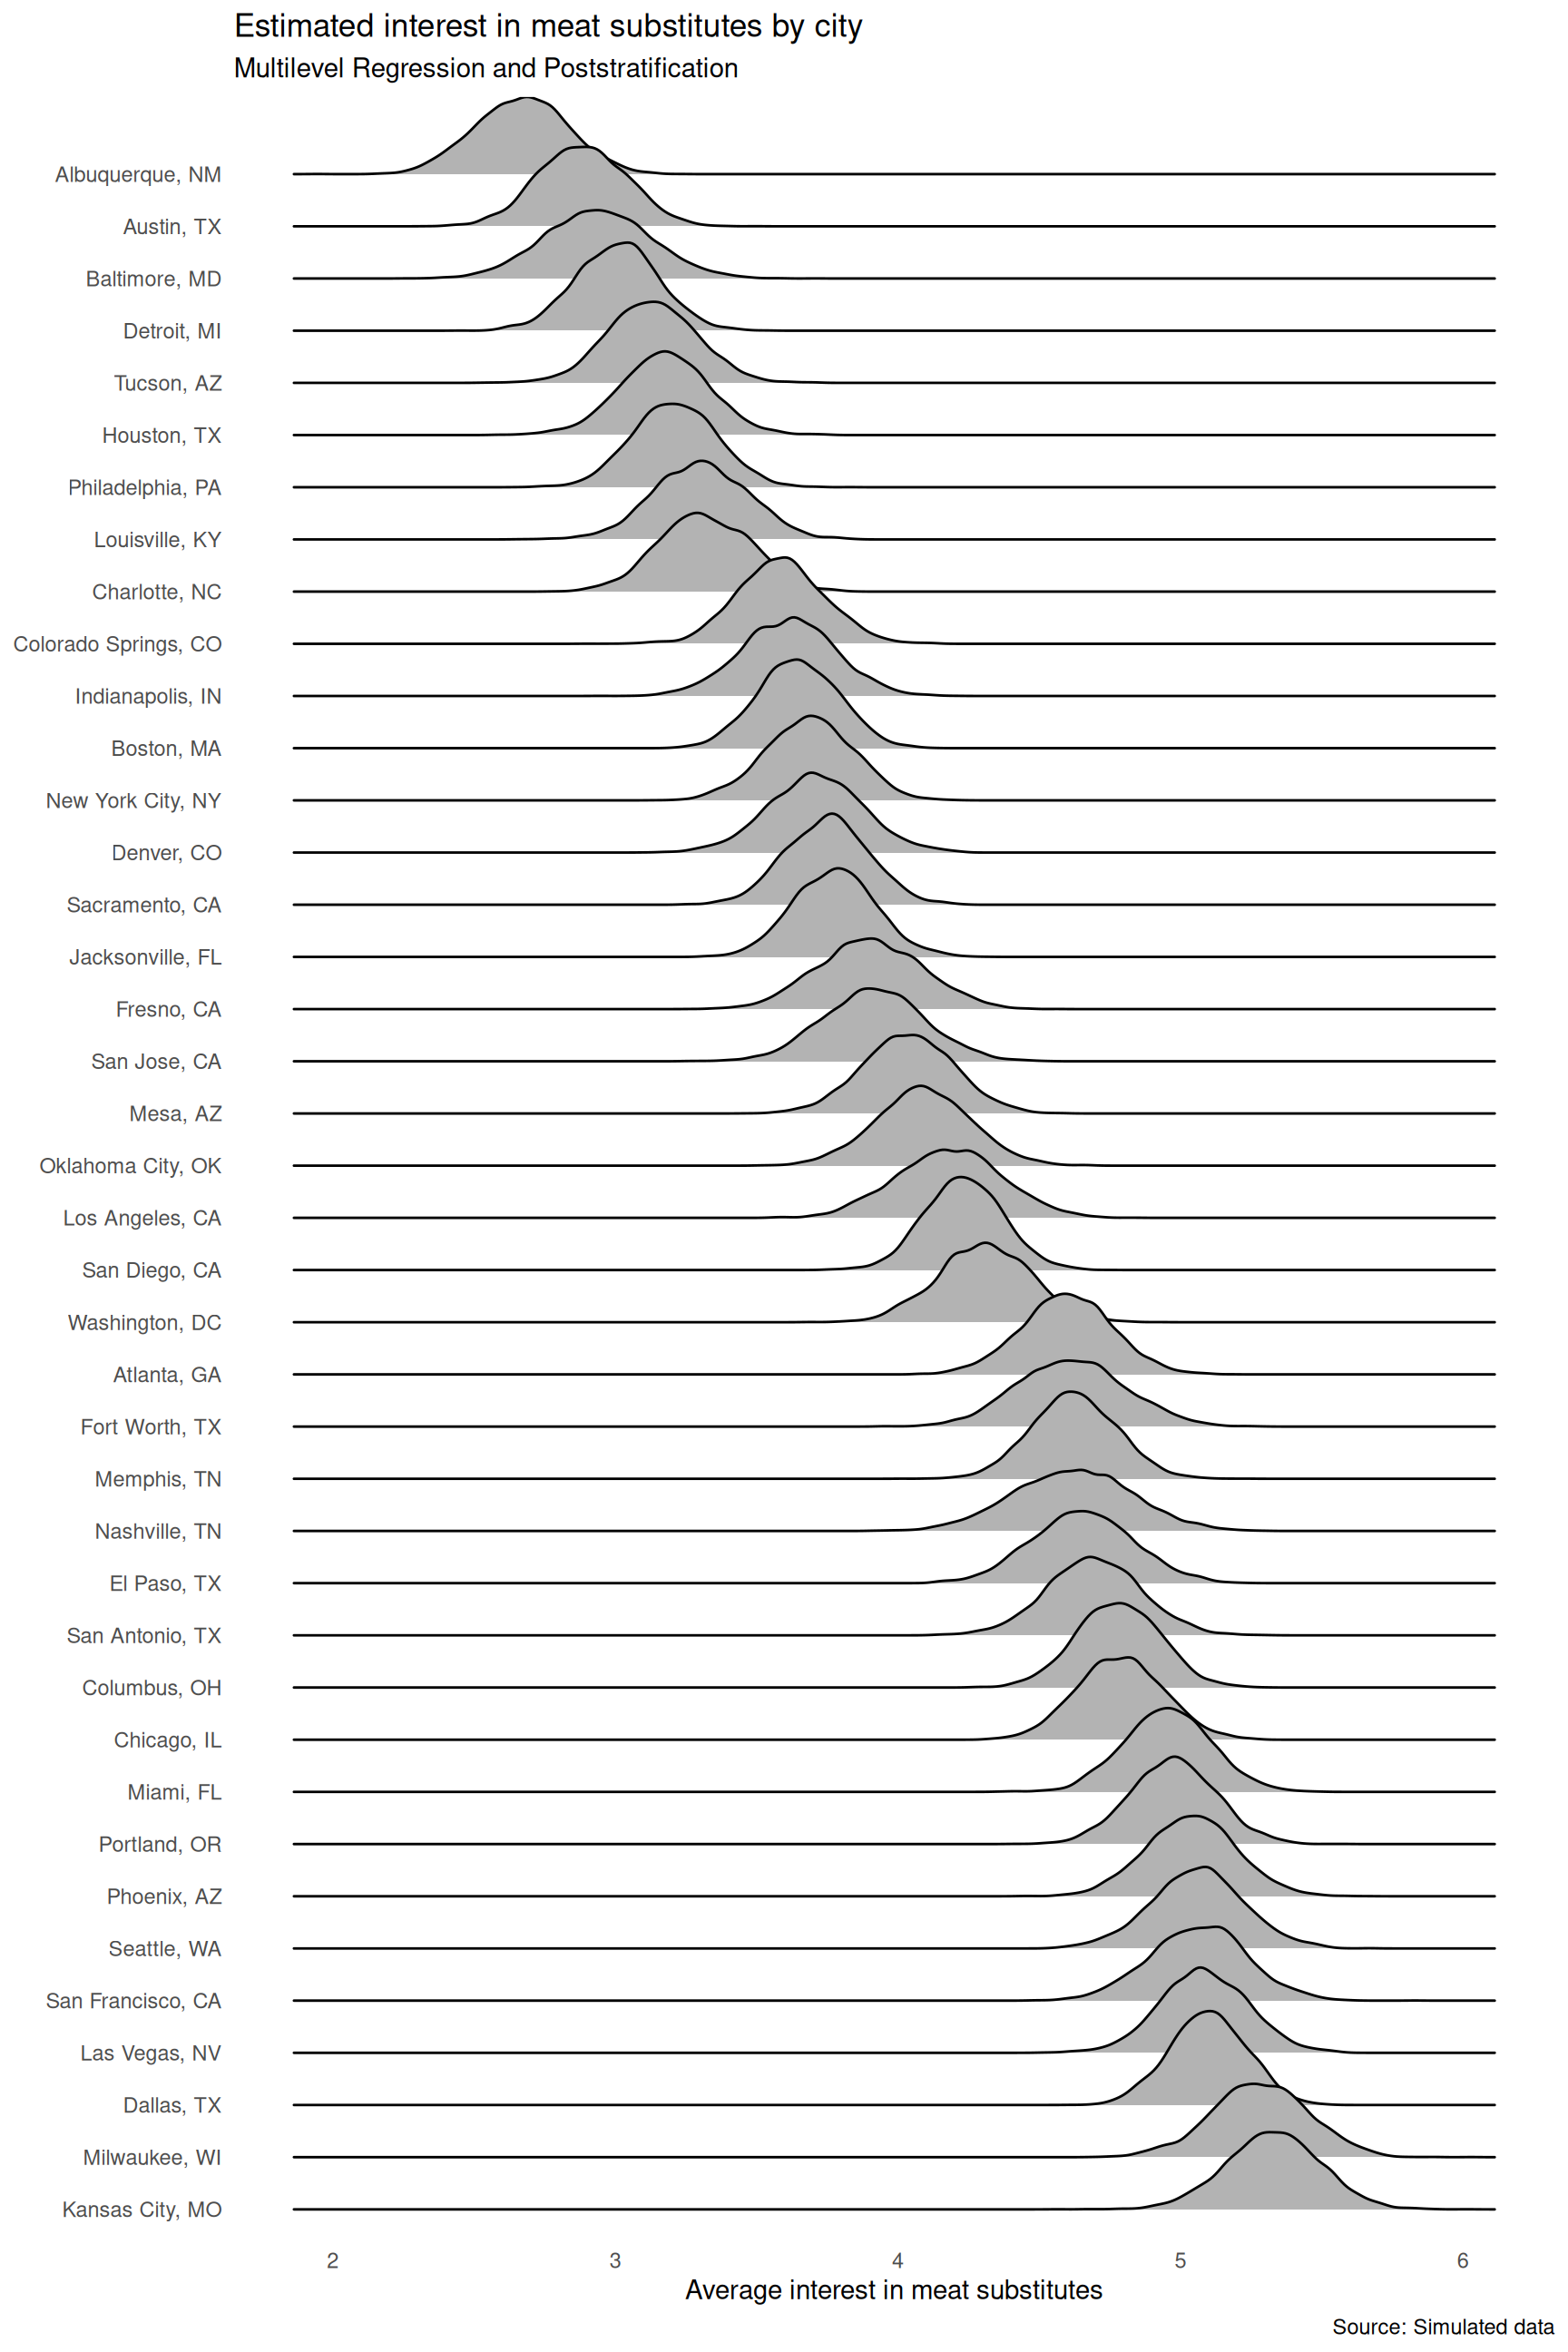 Estimated interest in meat substitutes by city
Multilevel Regression and Poststratification
Albuquerque, NM
Austin, TX
Baltimore, MD
Detroit, MI
Tucson, AZ
Houston, TX
Philadelphia, PA
Louisville, KY
Charlotte, NC
Colorado Springs, CO
Indianapolis, IN
Boston, MA
New York City, NY
Denver, CO
Sacramento, CA
Jacksonville, FL
Fresno, CA
San Jose, CA
Mesa, AZ
Oklahoma City, OK
Los Angeles, CA
San Diego, CA
Washington, DC
Atlanta, GA
Fort Worth, TX
Memphis, TN
Nashville, TN
El Paso, TX
San Antonio, TX
Columbus, OH
Chicago, IL
Miami, FL
Portland, OR
Phoenix, AZ
Seattle, WA
San Francisco, CA
Las Vegas, NV
Dallas, TX
Milwaukee, WI
Kansas City, MO
2 3 4 5 6
Average interest in meat substitutes
Source: Simulated data